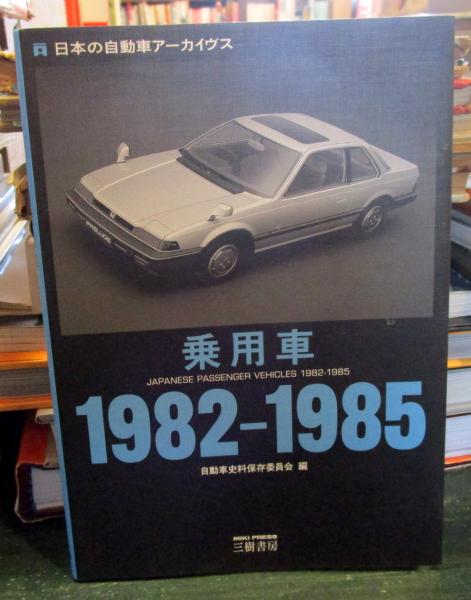 日本の自動車アーカイヴス
PRELUDE
乗用車
JAPANESE PASSENGER VEHICLES 1982-1985
1982-1985
自動車史料保存委員会 編
MIKI PRESS
三樹書房